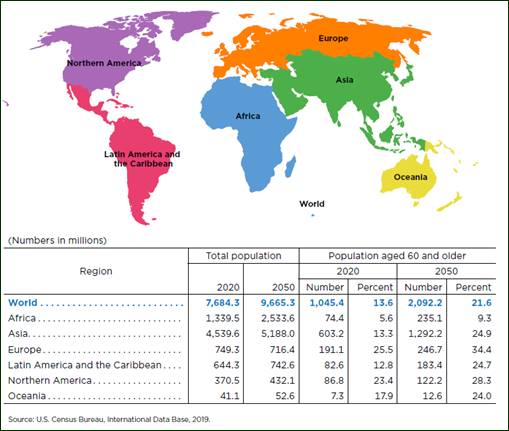 Europe
Northern America
Asia
Africa
Latin America and
the Caribbean
Oceania
World
(Numbers in millions)
Region Total population Population aged 60 and older
2020 2050
2020 2050 Number Percent Number Percent
World 7,684.3 9,665.3 1,045.4 13.6 2,092.2 21.6
Africa 1,339.5 2,533.6 74.4 5.6 235.1 9.3
Asia 4,539.6 5,188.0 603.2 13.3 1,292.2 24.9
Europe 749.3 716.4 191.1 25.5 246.7 34.4
Latin America and the Caribbean 644.3 742.6 82.6 12.8 183.4 24.7
Northern America 370.5 432.1 86.8 23.4 122.2 28.3
Oceania 41.1 52.6 7.3 17.9 12.6 24.0
Source: U.S. Census Bureau, International Data Base, 2019.